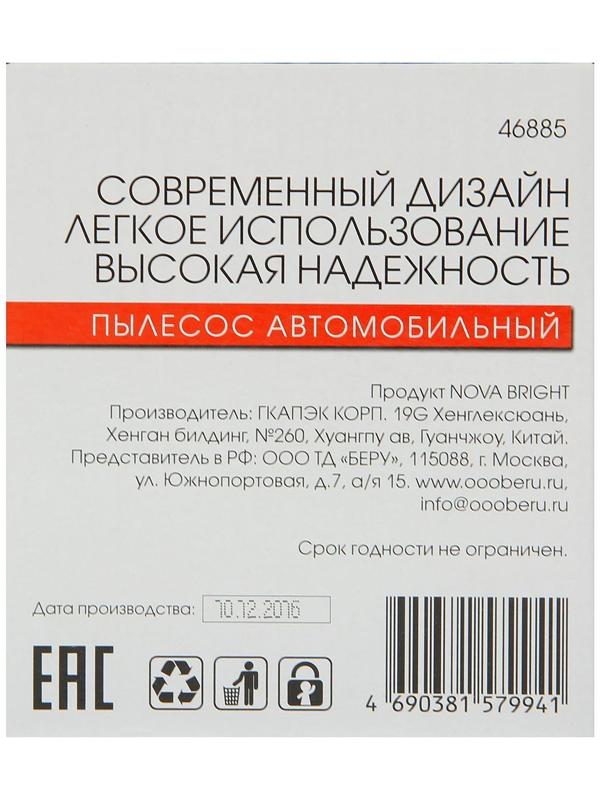 46885
СОВРЕМЕННЫЙ ДИЗАЙН
ЛЕГКОЕ ИСПОЛЬЗОВАНИЕ
ВЫСОКАЯ НАДЕЖНОСТЬ
ПЫЛЕСОС АВТОМОБИЛЬНЫЙ
Продукт NOVA BRIGHT
Производитель: ГКАПЭК КОРП. 19G Хенглексюань,
Хенган билдинг, №260, Хуангпу ав, Гуанчжоу, Китай.
Представитель в РФ: ООО ТД «БЕРУ», 115088, г. Москва,
ул. Южнопортовая, д.7, а/я 15. www.oooberu.ru,
info@oooberu.ru
Срок годности не ограничен.
Дата производства: 10.12.2016
EAC
4 690381 579941